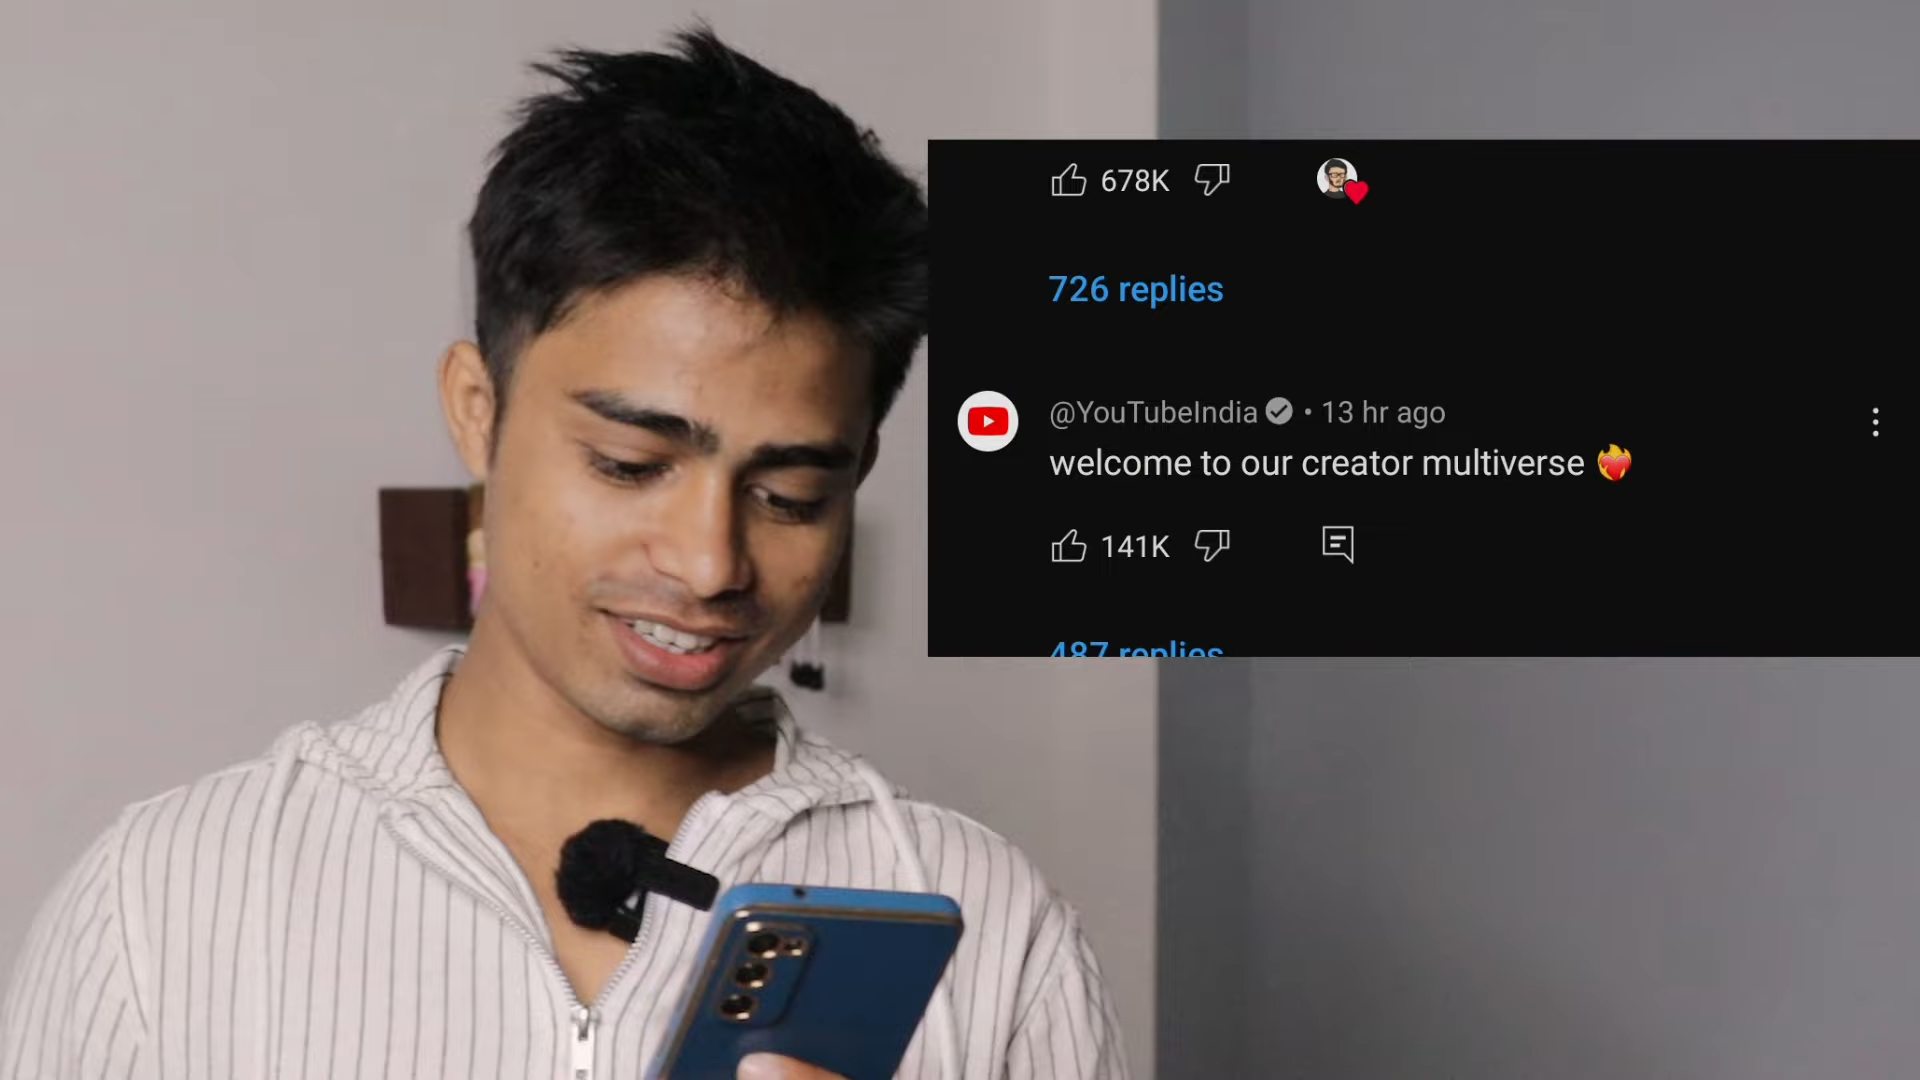 678K
726 replies
@YouTubeIndia • 13 hr ago
welcome to our creator multiverse ❤️‍🔥
141K
487 replies